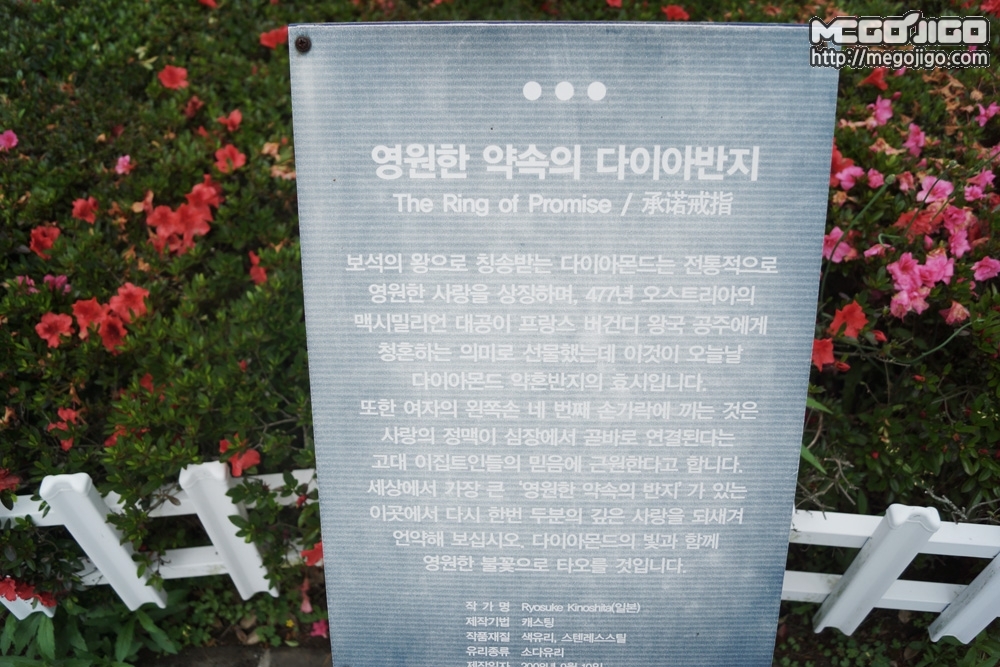 MEGOJIGO
http://megojigo.com
영원한 약속의 다이아반지
The Ring of Promise / 承诺戒指
보석의 왕으로 칭송받는 다이아몬드는 전통적으로
영원한 사랑을 상징하며, 477년 오스트리아의
맥시밀리언 대공이 프랑스 버건디 왕국 공주에게
청혼하는 의미로 선물했는데 이것이 오늘날
다이아몬드 약혼반지의 효시입니다.
또한 여자의 왼쪽손 네 번째 손가락에 끼는 것은
사랑의 정맥이 심장에서 곧바로 연결된다는
고대 이집트인들의 믿음에 근원한다고 합니다.
세상에서 가장 큰 '영원한 약속의 반지' 가 있는
이곳에서 다시 한번 두분의 깊은 사랑을 되새겨
언약해 보십시오. 다이아몬드의 빛과 함께
영원한 불꽃으로 타오를 것입니다.
작 가 명 Ryosuke Kinoshita(일본)
제작기법 캐스팅
작품재질 색유리, 스텐레스스틸
유리종류 소다유리
제작일자 2008년 9월 19일